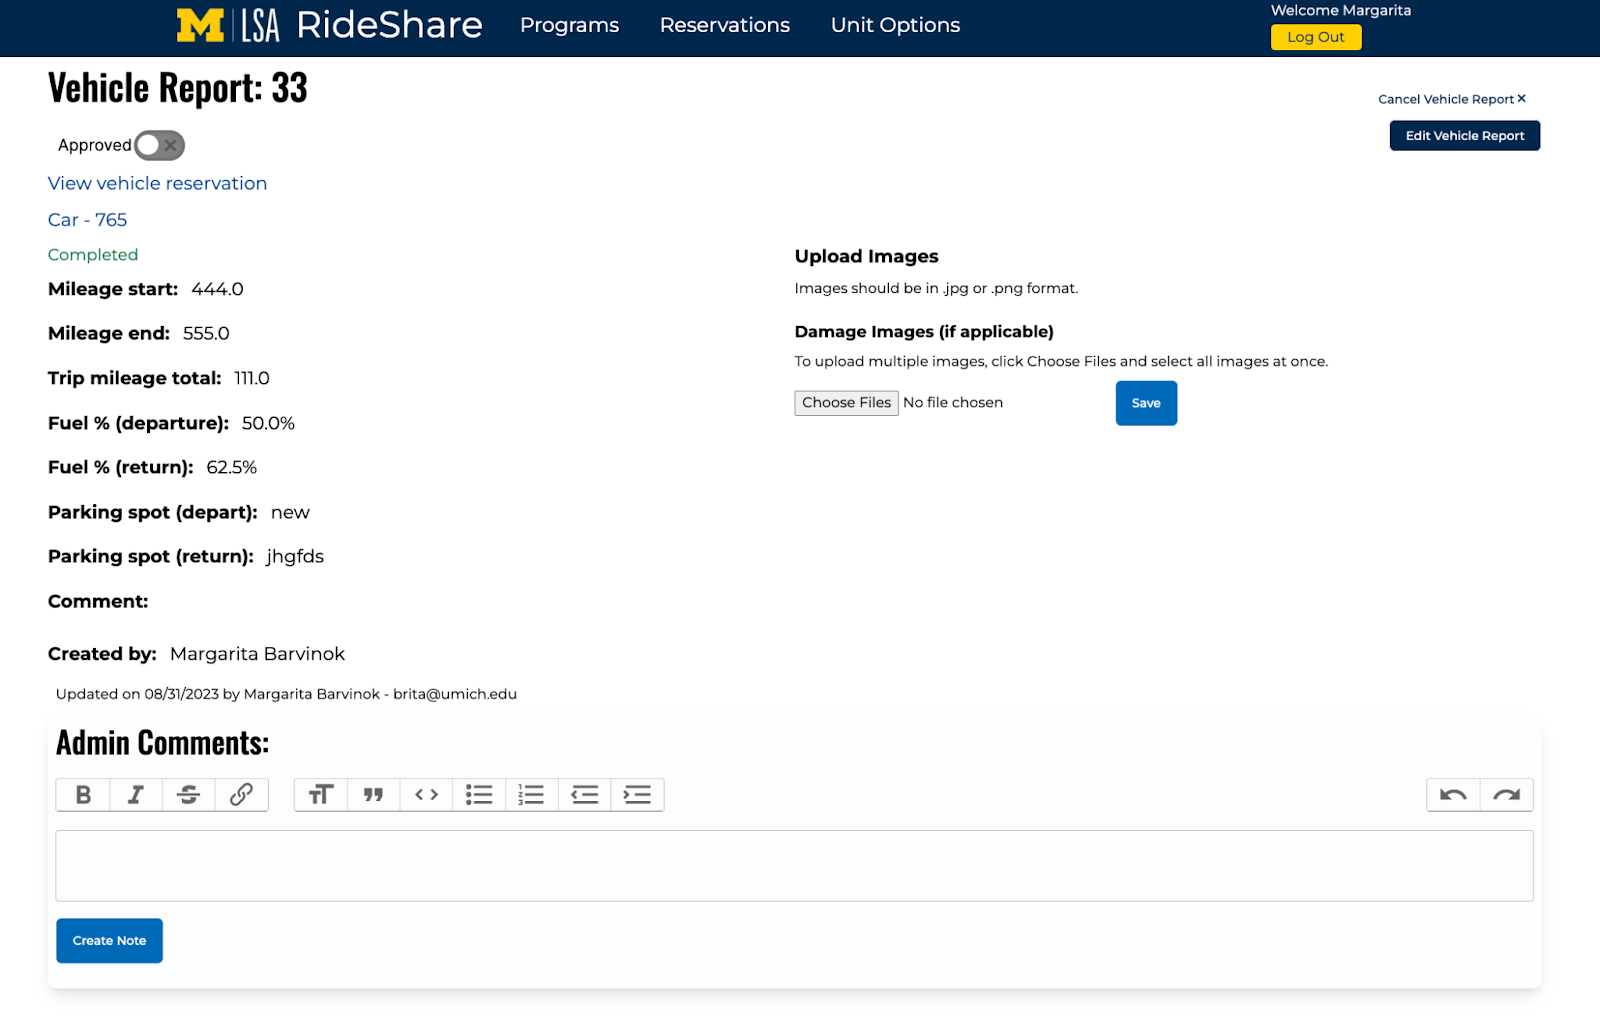 M LSA RideShare Programs Reservations Unit Options
Welcome Margarita
Log Out
Vehicle Report: 33
Cancel Vehicle Report ×
Edit Vehicle Report
Approved
View vehicle reservation
Car - 765
Completed
Mileage start: 444.0
Mileage end: 555.0
Trip mileage total: 111.0
Fuel % (departure): 50.0%
Fuel % (return): 62.5%
Parking spot (depart): new
Parking spot (return): jhgfds
Comment:
Created by: Margarita Barvinok
Updated on 08/31/2023 by Margarita Barvinok - brita@umich.edu
Upload Images
Images should be in .jpg or .png format.
Damage Images (if applicable)
To upload multiple images, click Choose Files and select all images at once.
Choose Files No file chosen
Save
Admin Comments:
Create Note